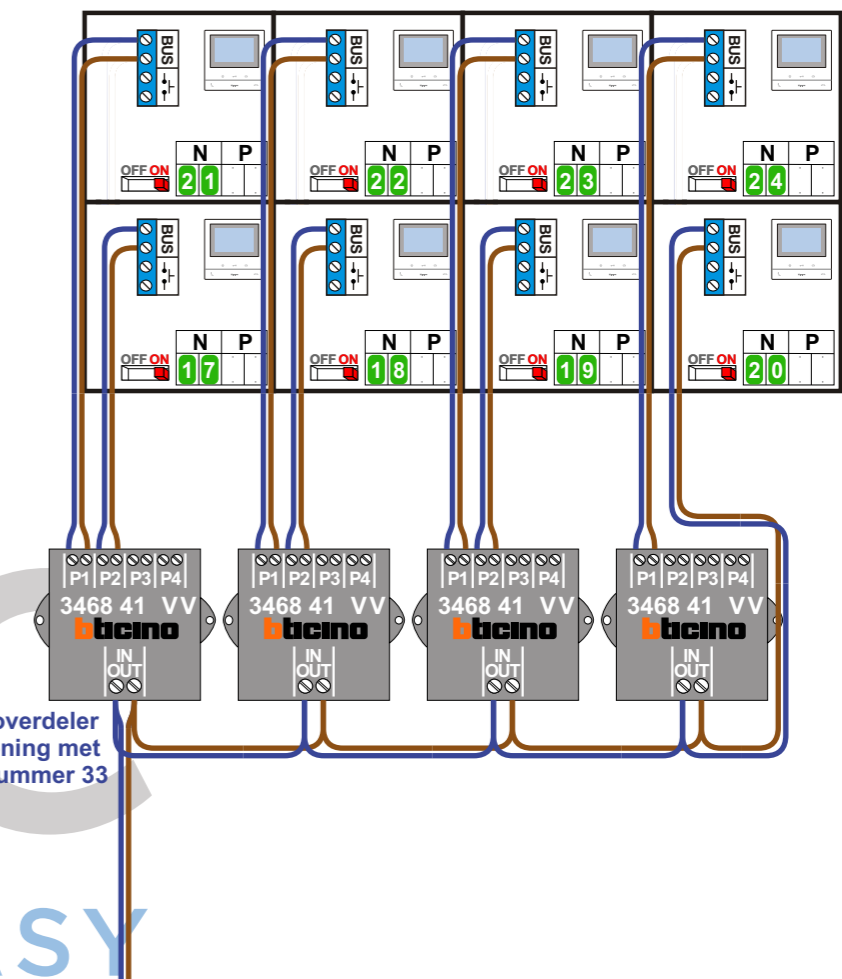 BUS BUS BUS BUS
N P N P N P N P
OFF ON OFF ON OFF ON OFF ON
2 1 2 2 2 3 2 4
BUS BUS BUS BUS
N P N P N P N P
OFF ON OFF ON OFF ON OFF ON
1 7 1 8 1 9 2 0
P1 P2 P3 P4 P1 P2 P3 P4 P1 P2 P3 P4 P1 P2 P3 P4
3468 41 VV 3468 41 VV 3468 41 VV 3468 41 VV
bticino bticino bticino bticino
IN IN IN IN
OUT OUT OUT OUT
overdeler
ning met
ummer 33
ASY